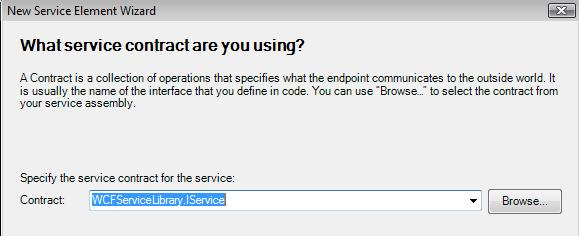 New Service Element Wizard
What service contract are you using?
A Contract is a collection of operations that specifies what the endpoint communicates to the outside world. It
is usually the name of the interface that you define in code. You can use "Browse..." to select the contract from
your service assembly.
Specify the service contract for the service:
Contract: WCFServiceLibrary.IService Browse...